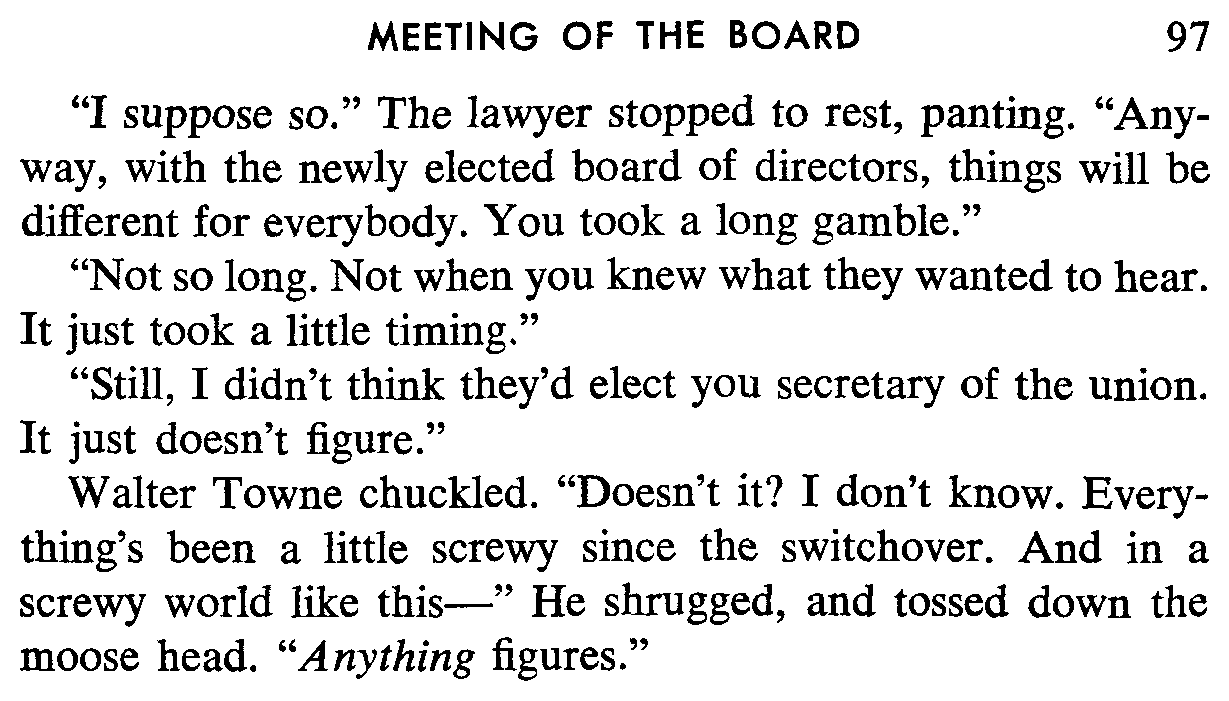 MEETING OF THE BOARD 97
“I suppose so.” The lawyer stopped to rest, panting. “Any-
way, with the newly elected board of directors, things will be
different for everybody. You took a long gamble.”
“Not so long. Not when you knew what they wanted to hear.
It just took a little timing.”
“Still, I didn’t think they’d elect you secretary of the union.
It just doesn’t figure.”
Walter Towne chuckled. “Doesn’t it? I don’t know. Every-
thing’s been a little screwy since the switchover. And in a
screwy world like this—” He shrugged, and tossed down the
moose head. “Anything figures.”